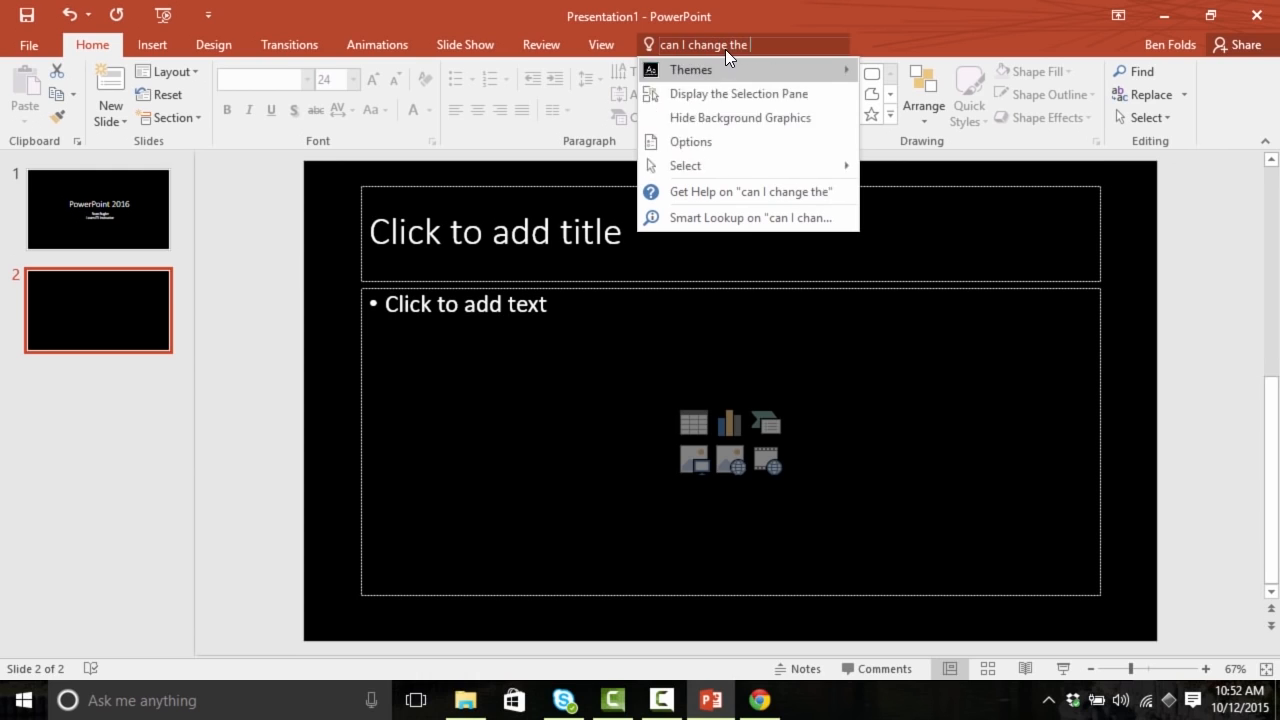 Presentation1 - PowerPoint
File Home Insert Design Transitions Animations Slide Show Review View can I change the Ben Folds Share
Paste
New
Slide
Layout
Reset
Section
24
B I U S abc AV Aa A
Arrange
Quick
Styles
Shape Fill
Shape Outline
Shape Effects
Find
Replace
Select
Clipboard Slides Font Paragraph Drawing Editing
Themes
Display the Selection Pane
Hide Background Graphics
Options
Select
Get Help on "can I change the"
Smart Lookup on "can I chan...
1
PowerPoint 2016
2
Click to add title
• Click to add text
Slide 2 of 2 Notes Comments 67%
Ask me anything
10:52 AM
10/12/2015